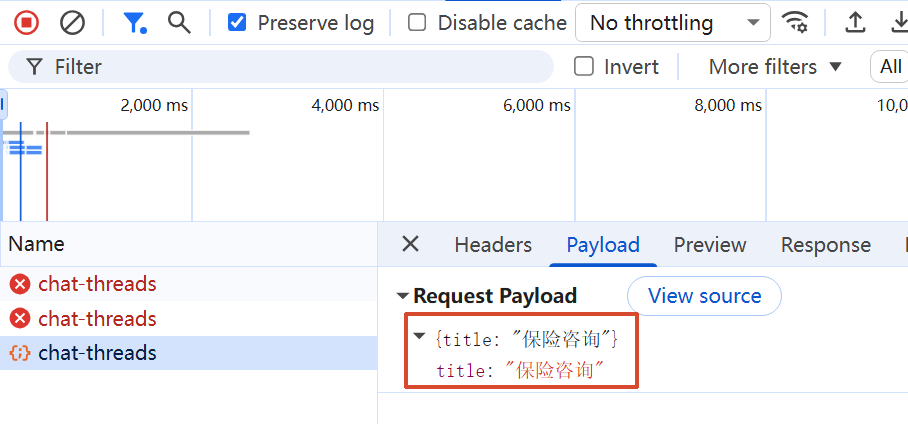 Preserve log
Disable cache
No throttling
Filter
Invert
More filters
All
2,000 ms
4,000 ms
6,000 ms
8,000 ms
10,0
Name
Headers
Payload
Preview
Response
chat-threads
chat-threads
chat-threads
Request Payload
View source
{title: "保险咨询"}
title: "保险咨询"